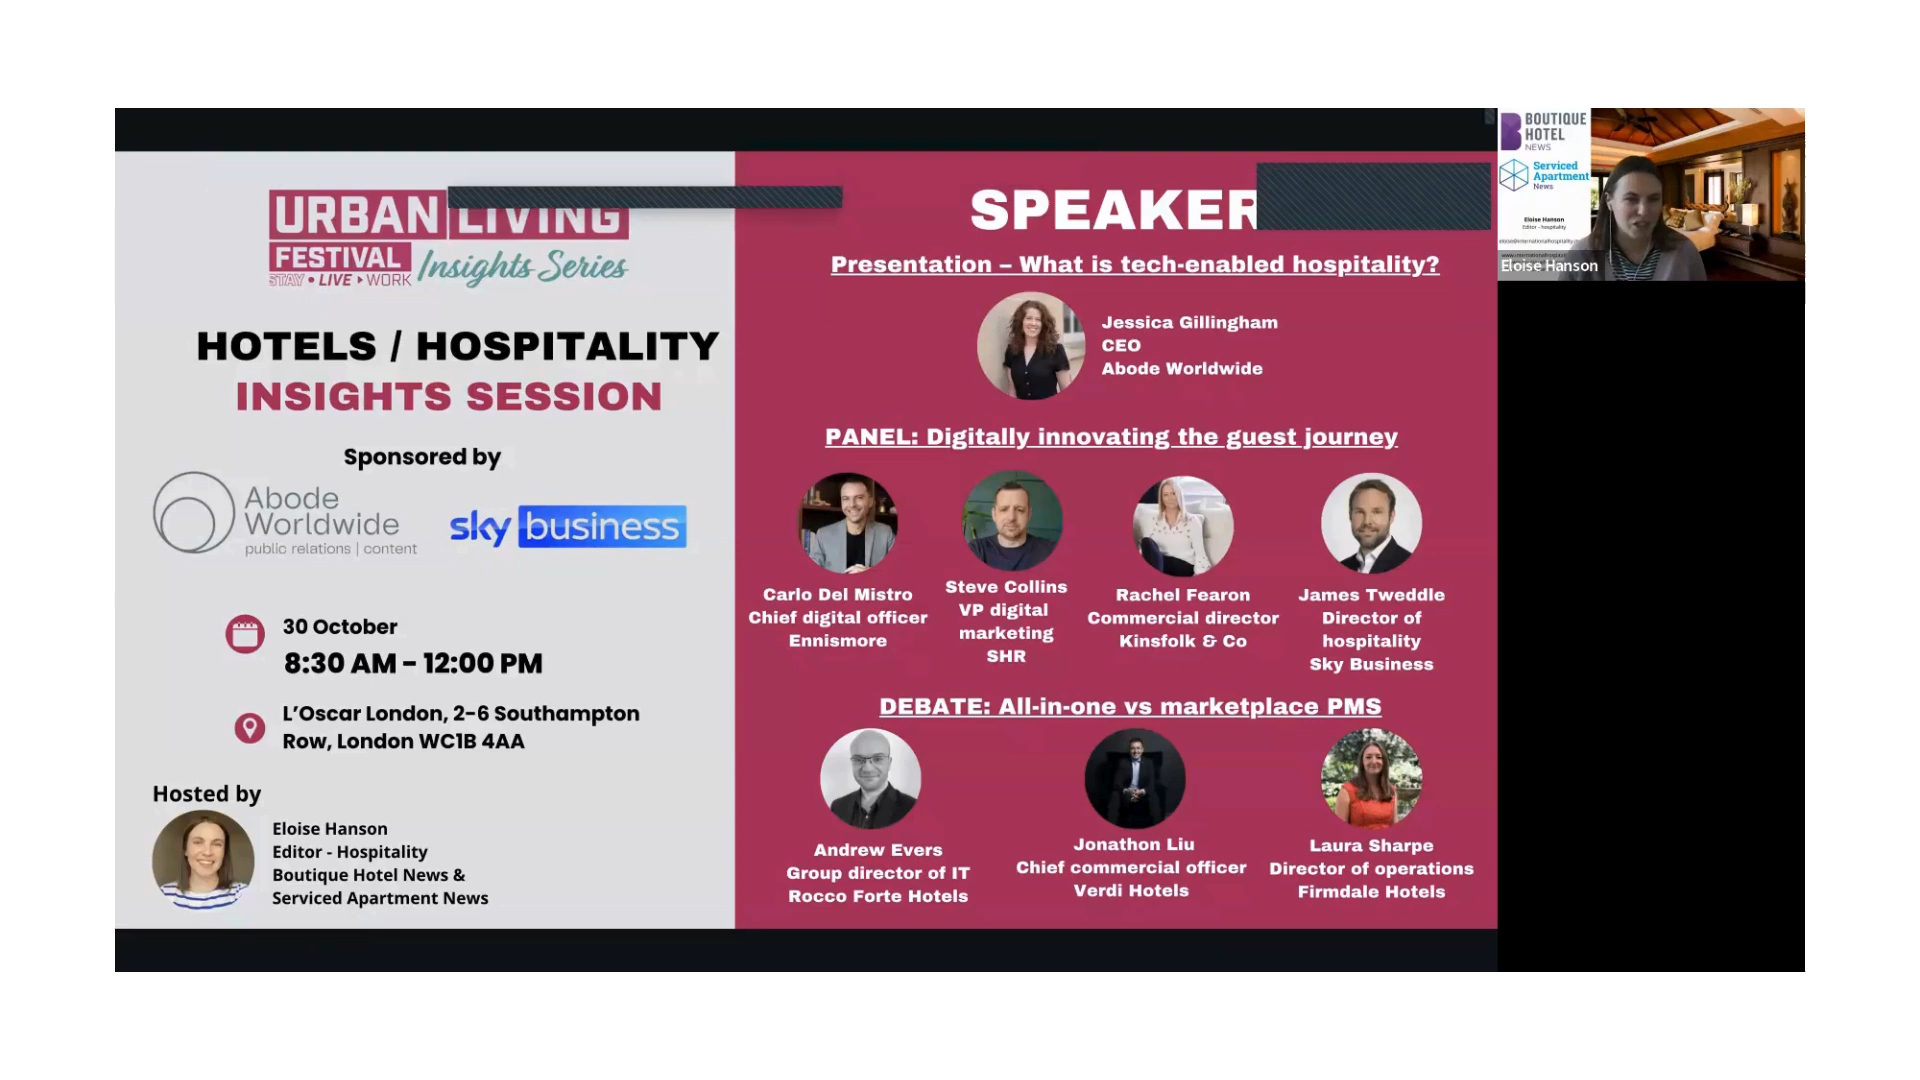 URBAN LIVING
FESTIVAL Insights Series
STAY • LIVE ▸ WORK
HOTELS / HOSPITALITY
INSIGHTS SESSION
Sponsored by
Abode
Worldwide
public relations | content
sky business
30 October
8:30 AM – 12:00 PM
L'Oscar London, 2-6 Southampton
Row, London WC1B 4AA
Hosted by
Eloise Hanson
Editor - Hospitality
Boutique Hotel News &
Serviced Apartment News
SPEAKER
Presentation – What is tech-enabled hospitality?
Jessica Gillingham
CEO
Abode Worldwide
PANEL: Digitally innovating the guest journey
Carlo Del Mistro
Chief digital officer
Ennismore
Steve Collins
VP digital
marketing
SHR
Rachel Fearon
Commercial director
Kinsfolk & Co
James Tweddle
Director of
hospitality
Sky Business
DEBATE: All-in-one vs marketplace PMS
Andrew Evers
Group director of IT
Rocco Forte Hotels
Jonathon Liu
Chief commercial officer
Verdi Hotels
Laura Sharpe
Director of operations
Firmdale Hotels
BOUTIQUE
HOTEL
NEWS
Serviced
Apartment
News
Eloise Hanson
Editor - hospitality
Eloise Hanson